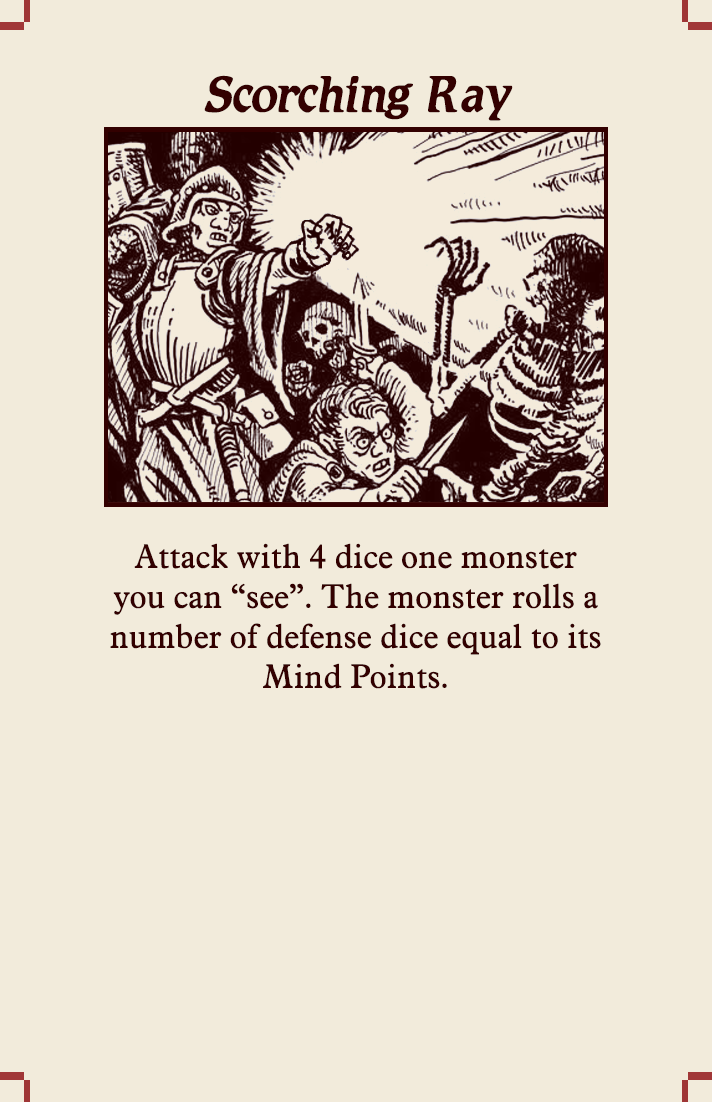 Scorching Ray
Attack with 4 dice one monster
you can “see”. The monster rolls a
number of defense dice equal to its
Mind Points.